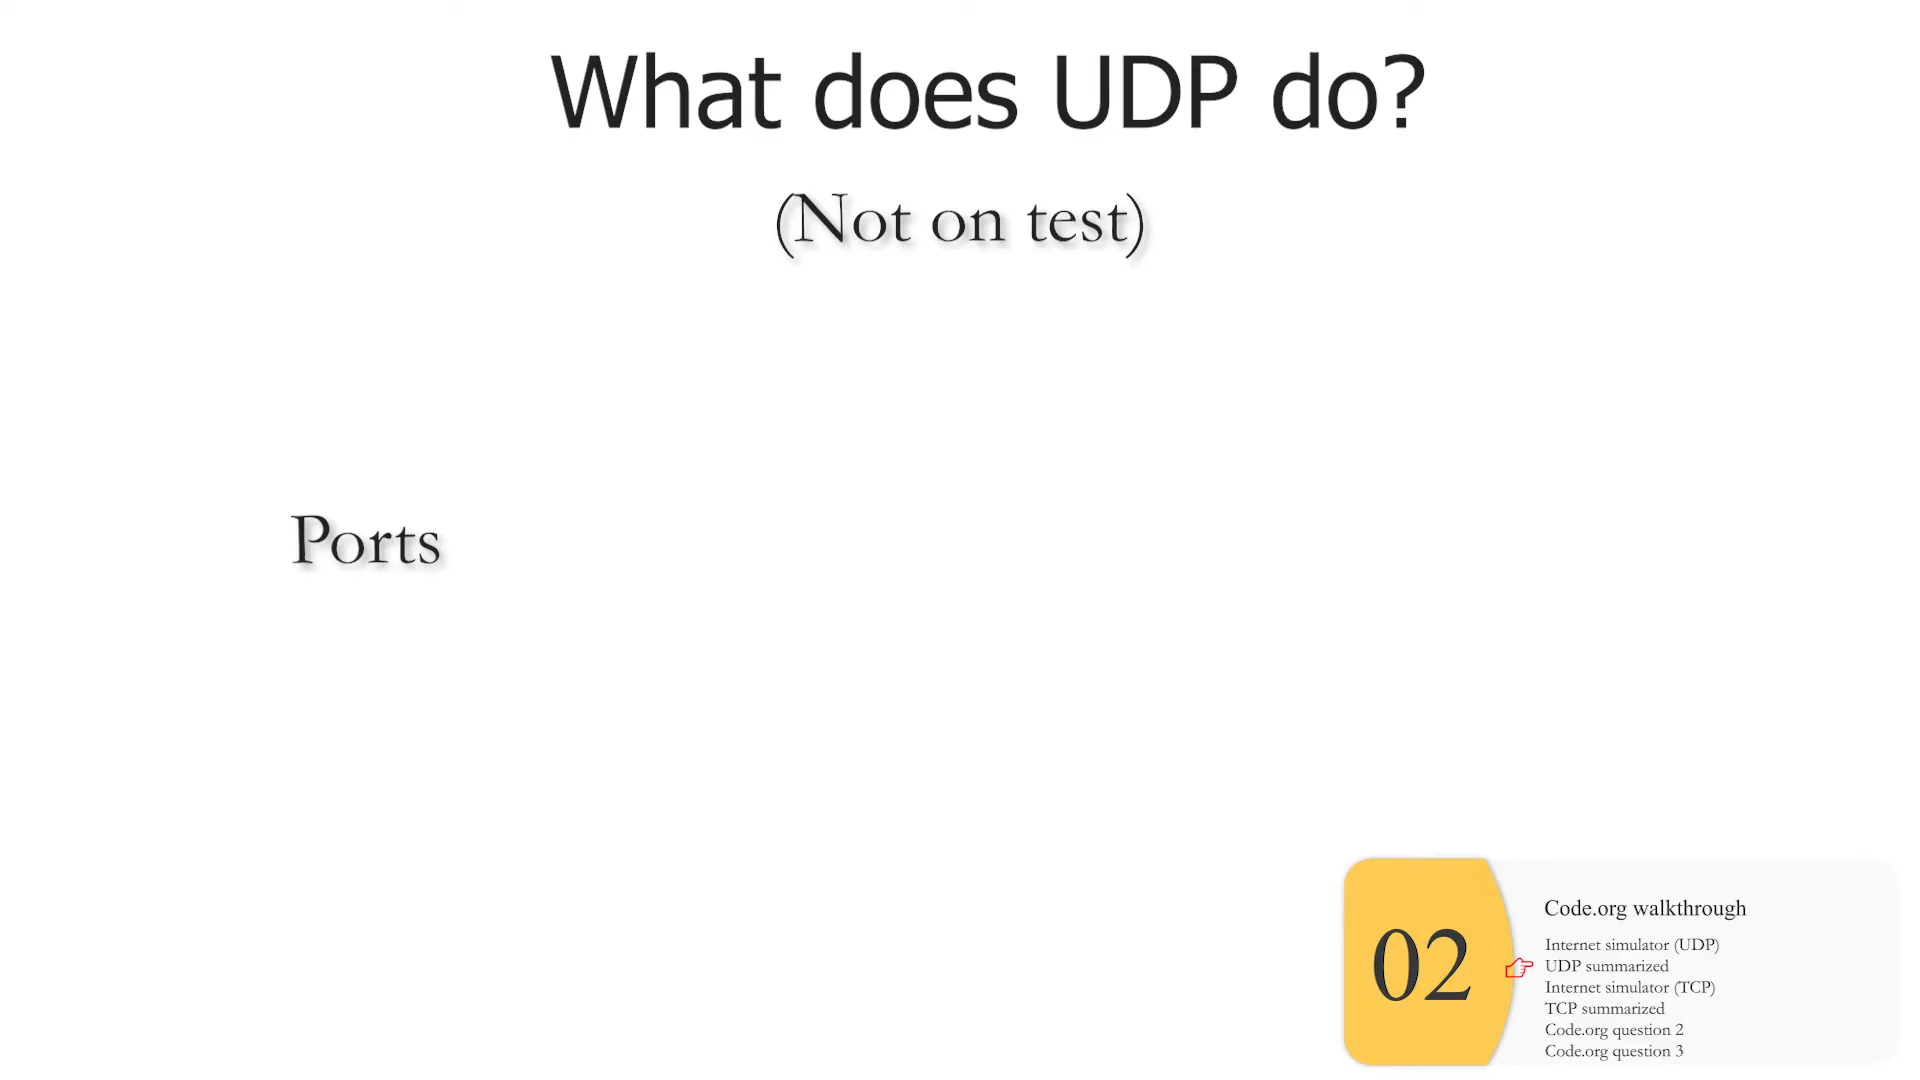 What does UDP do?
(Not on test)
Ports
02
Code.org walkthrough
Internet simulator (UDP)
UDP summarized
Internet simulator (TCP)
TCP summarized
Code.org question 2
Code.org question 3